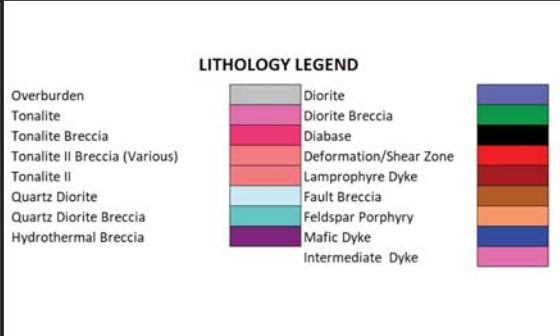 LITHOLOGY LEGEND
Overburden
Tonalite
Tonalite Breccia
Tonalite II Breccia (Various)
Tonalite II
Quartz Diorite
Quartz Diorite Breccia
Hydrothermal Breccia
Diorite
Diorite Breccia
Diabase
Deformation/Shear Zone
Lamprophyre Dyke
Fault Breccia
Feldspar Porphyry
Mafic Dyke
Intermediate Dyke